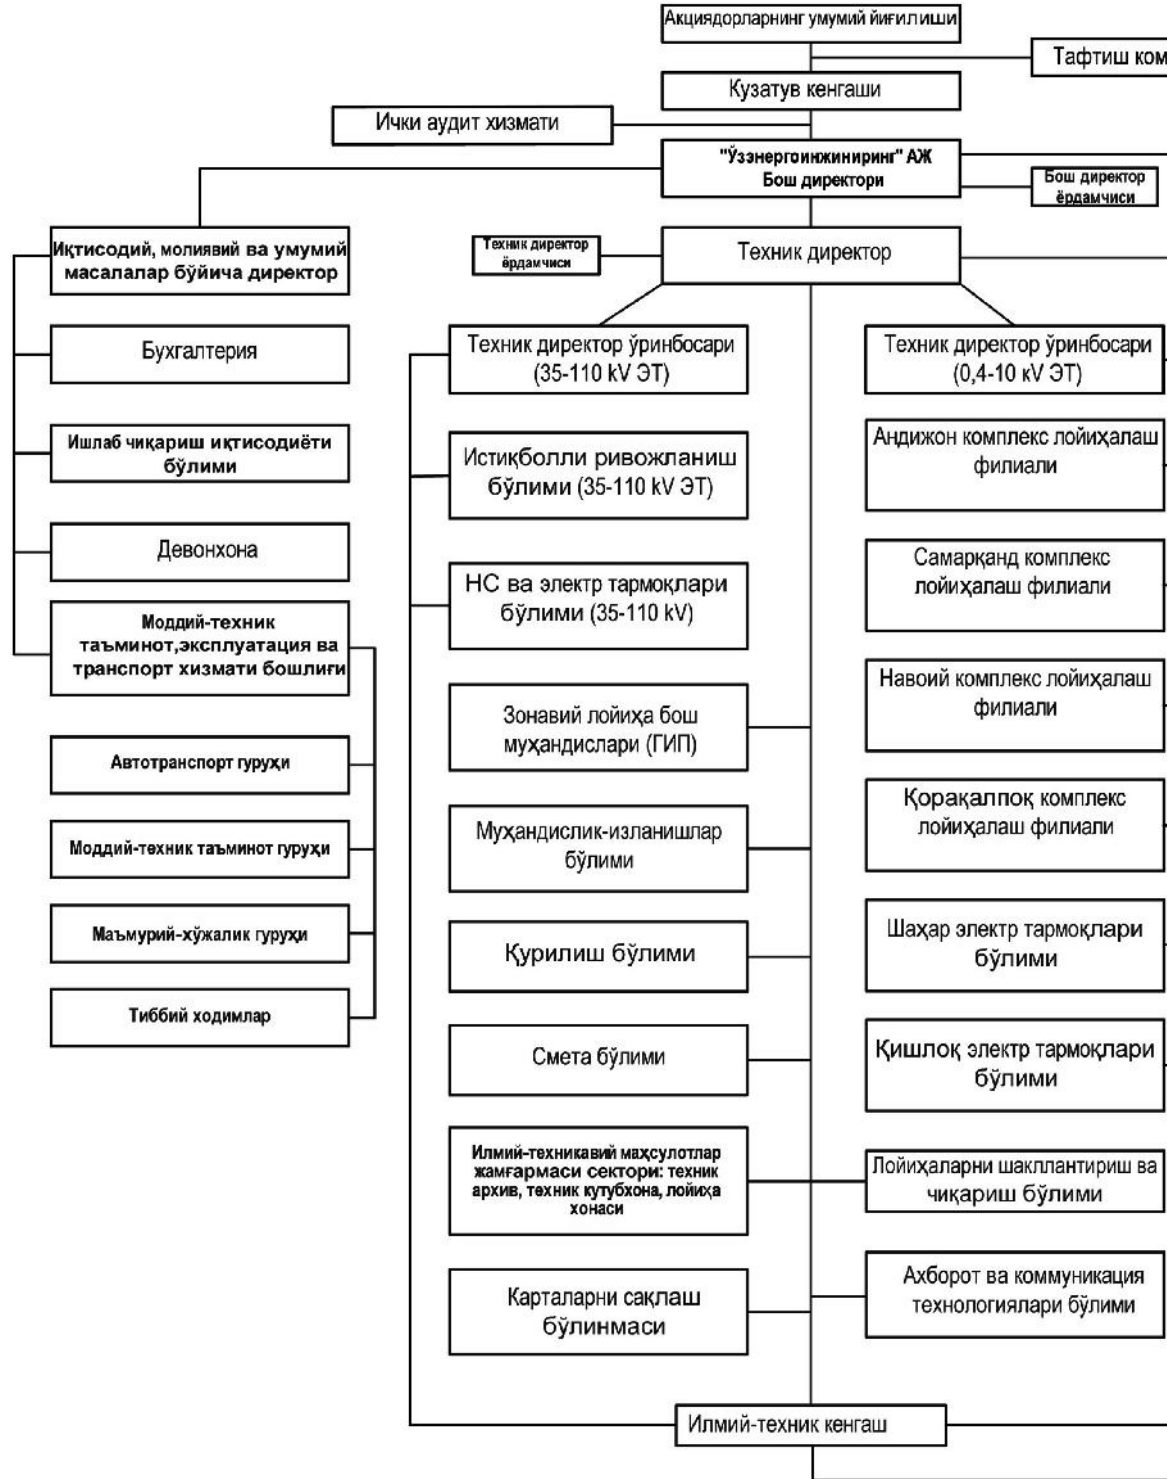 Акциядорларнинг умумий йиғилиши
Тафтиш ком
Кузатув кенгаши
Ички аудит хизмати
"Ўзэнергоинжиниринг" АЖ
Бош директори
Бош директор
ёрдамчиси
Иқтисодий, молиявий ва умумий
масалалар бўйича директор
Техник директор
ёрдамчиси
Техник директор
Бухгалтерия
Ишлаб чиқариш иқтисодиёти
бўлими
Девонхона
Моддий-техник
таъминот,эксплуатация ва
транспорт хизмати бошлиғи
Автотранспорт гуруҳи
Моддий-техник таъминот гуруҳи
Маъмурий-хўжалик гуруҳи
Тиббий ходимлар
Техник директор ўринбосари
(35-110 kV ЭТ)
Истиқболли ривожланиш
бўлими (35-110 kV ЭТ)
НС ва электр тармоқлари
бўлими (35-110 kV)
Зонавий лойиҳа бош
муҳандислари (ГИП)
Муҳандислик-изланишлар
бўлими
Қурилиш бўлими
Смета бўлими
Илмий-техникавий маҳсулотлар
жамғармаси сектори: техник
архив, техник кутубхона, лойиҳа
хонаси
Карталарни сақлаш
бўлинмаси
Техник директор ўринбосари
(0,4-10 kV ЭТ)
Андижон комплекс лойиҳалаш
филиали
Самарқанд комплекс
лойиҳалаш филиали
Навоий комплекс лойиҳалаш
филиали
Қорақалпоқ комплекс
лойиҳалаш филиали
Шаҳар электр тармоқлари
бўлими
Қишлоқ электр тармоқлари
бўлими
Лойиҳаларни шакллантириш ва
чиқариш бўлими
Ахборот ва коммуникация
технологиялари бўлими
Илмий-техник кенгаш